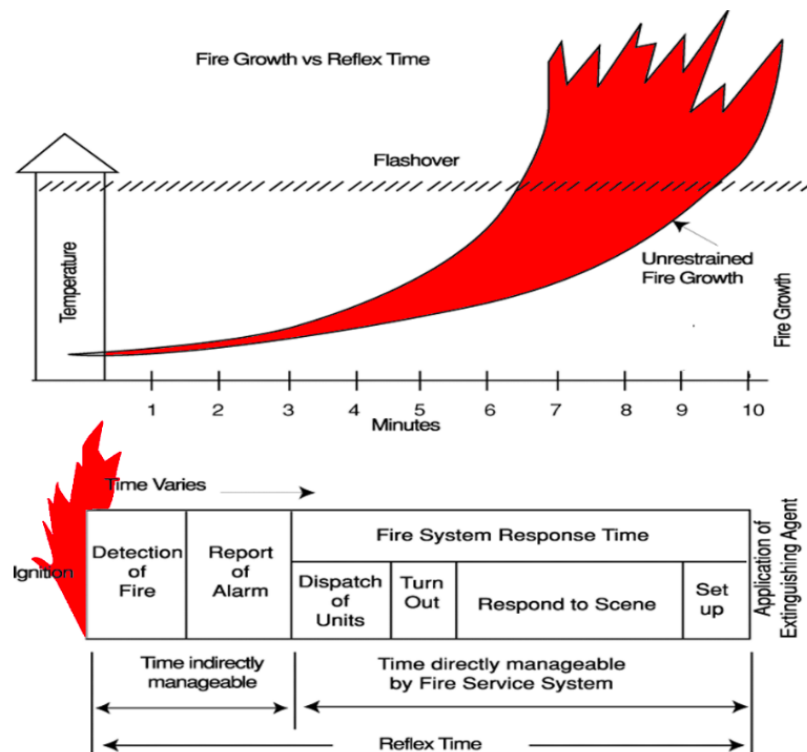 Fire Growth vs Reflex Time
Flashover
Temperature
Unrestrained
Fire Growth
Fire Growth
1 2 3 4 5 6 7 8 9 10
Minutes
Time Varies
Ignition
Detection
of
Fire
Report
of
Alarm
Fire System Response Time
Dispatch
of
Units
Turn
Out
Respond to Scene
Set
up
Application of
Extinguishing Agent
Time indirectly
manageable
Time directly manageable
by Fire Service System
Reflex Time